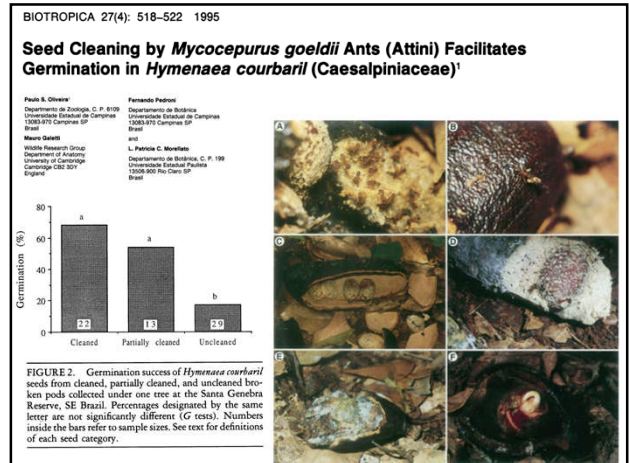 BIOTROPICA 27(4): 518–522 1995
Seed Cleaning by Mycocepurus goeldii Ants (Attini) Facilitates
Germination in Hymenaea courbaril (Caesalpiniaceae)¹
Paulo S. Oliveira¹
Departmento de Zoologia, C. P. 6109
Universidade Estadual de Campinas
13083-970 Campinas SP
Brasil
Mauro Galetti
Wildlife Research Group
Department of Anatomy
University of Cambridge
Cambridge CB2 3DY
England
Fernando Pedroni
Departamento de Botânica
Universidade Estadual de Campinas
13083-970 Campinas SP
Brasil
and
L. Patrícia C. Morellato
Departamento de Botânica, C. P. 199
Universidade Estadual Paulista
13506-900 Rio Claro SP
Brasil
80
60
40
20
0
Germination (%)
a
a
b
22
13
29
Cleaned
Partially cleaned
Uncleaned
FIGURE 2. Germination success of Hymenaea courbaril
seeds from cleaned, partially cleaned, and uncleaned bro-
ken pods collected under one tree at the Santa Genebra
Reserve, SE Brazil. Percentages designated by the same
letter are not significantly different (G tests). Numbers
inside the bars refer to sample sizes. See text for definitions
of each seed category.
A
B
C
D
E
F